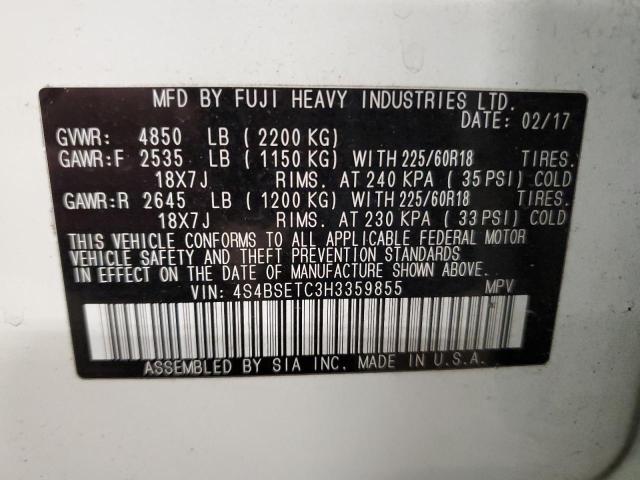 MFD BY FUJI HEAVY INDUSTRIES LTD.
DATE: 02/17
GVWR: 4850 LB (2200 KG)
GAWR:F 2535 LB (1150 KG) WITH 225/60R18 TIRES.
18X7J RIMS. AT 240 KPA (35 PSI) COLD
GAWR:R 2645 LB (1200 KG) WITH 225/60R18 TIRES.
18X7J RIMS. AT 230 KPA (33 PSI) COLD
THIS VEHICLE CONFORMS TO ALL APPLICABLE FEDERAL MOTOR
VEHICLE SAFETY AND THEFT PREVENTION STANDARDS
IN EFFECT ON THE DATE OF MANUFACTURE SHOWN ABOVE.
VIN: 4S4BSETC3H3359855 MPV
ASSEMBLED BY SIA INC. MADE IN U.S.A.